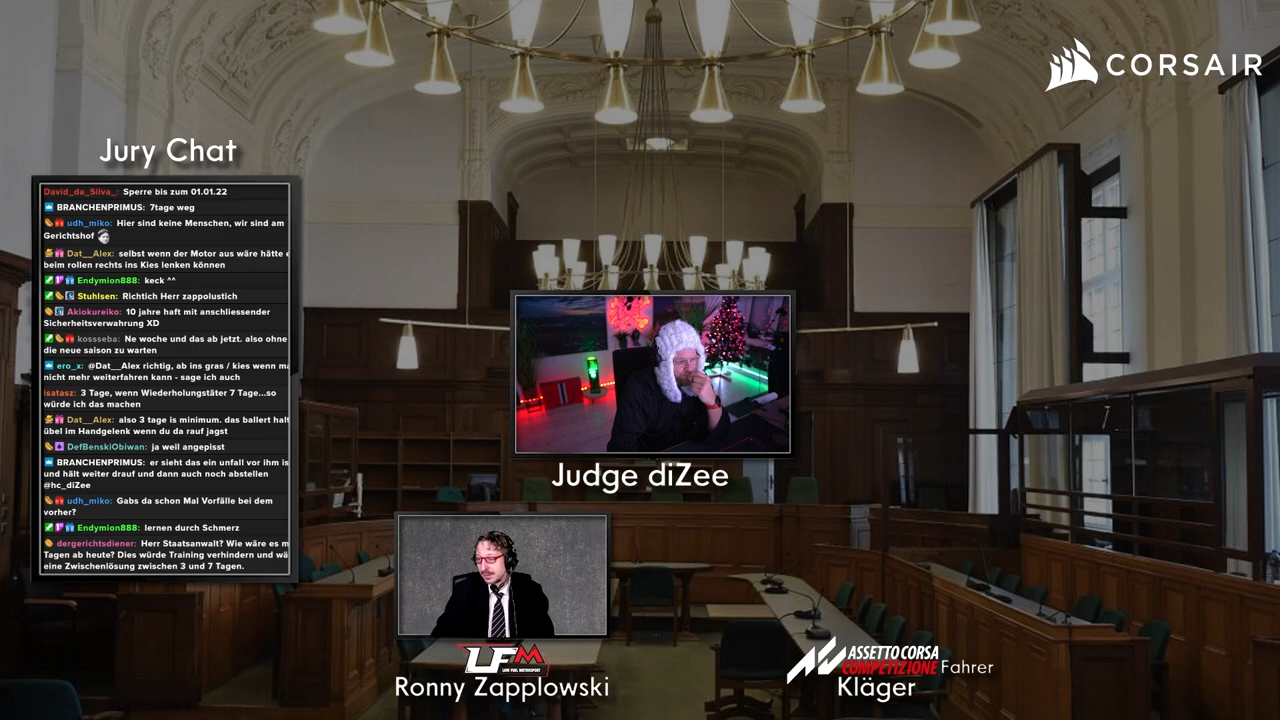 CORSAIR
Jury Chat
David_da_Silva_: Sperre bis zum 01.01.22
BRANCHENPRIMUS: 7tage weg
udh_miko: Hier sind keine Menschen, wir sind am
Gerichtshof
Dat__Alex: selbst wenn der Motor aus wäre hätte
beim rollen rechts ins Kies lenken können
Endymion888: keck ^^
Stuhlsen: Richtich Herr zappolustich
Akiokureiko: 10 jahre haft mit anschliessender
Sicherheitsverwahrung XD
kossseba: Ne woche und das ab jetzt. also ohne
die neue saison zu warten
ero_x: @Dat__Alex richtig, ab ins gras / kies wenn
nicht mehr weiterfahren kann - sage ich auch
isatasz: 3 Tage, wenn Wiederholungstäter 7 Tage...so
würde ich das machen
Dat__Alex: also 3 tage is minimum. das ballert halt
übel im Handgelenk wenn du da rauf jagst
DefBenskiObiwan: ja weil angepisst
BRANCHENPRIMUS: er sieht das ein unfall vor ihm is
und hält weiter drauf und dann auch noch abstellen
@hc_diZee
udh_miko: Gabs da schon Mal Vorfälle bei dem
vorher?
Endymion888: lernen durch Schmerz
dergerichtsdiener: Herr Staatsanwalt? Wie wäre es m
Tagen ab heute? Dies würde Training verhindern und wä
eine Zwischenlösung zwischen 3 und 7 Tagen.
Judge diZee
LFM
LOW FUEL MOTORSPORT
Ronny Zapplowski
ASSETTO CORSA
COMPETIZIONE Fahrer
Kläger